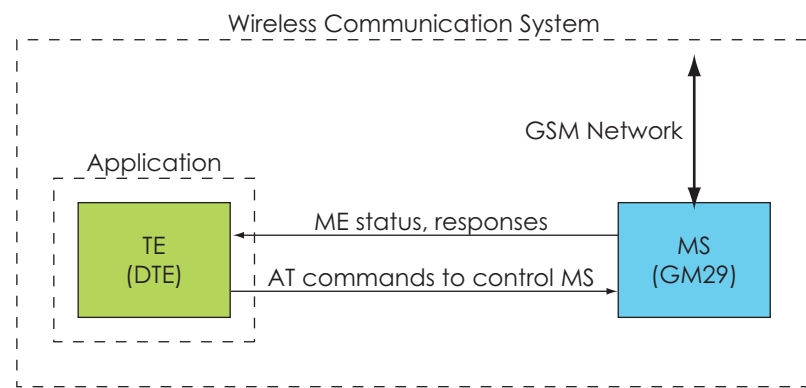 Wireless Communication System
GSM Network
Application
ME status, responses
TE
(DTE)
MS
(GM29)
AT commands to control MS